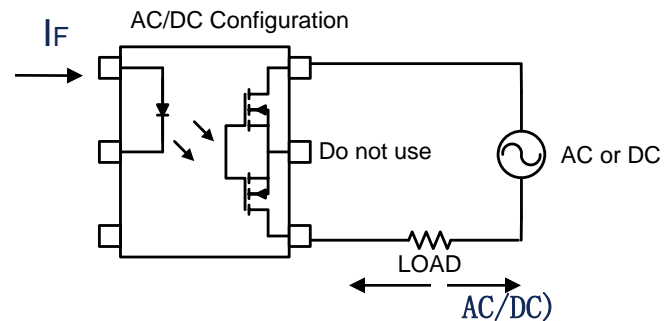 AC/DC Configuration
IF
Do not use
AC or DC
LOAD
AC/DC)